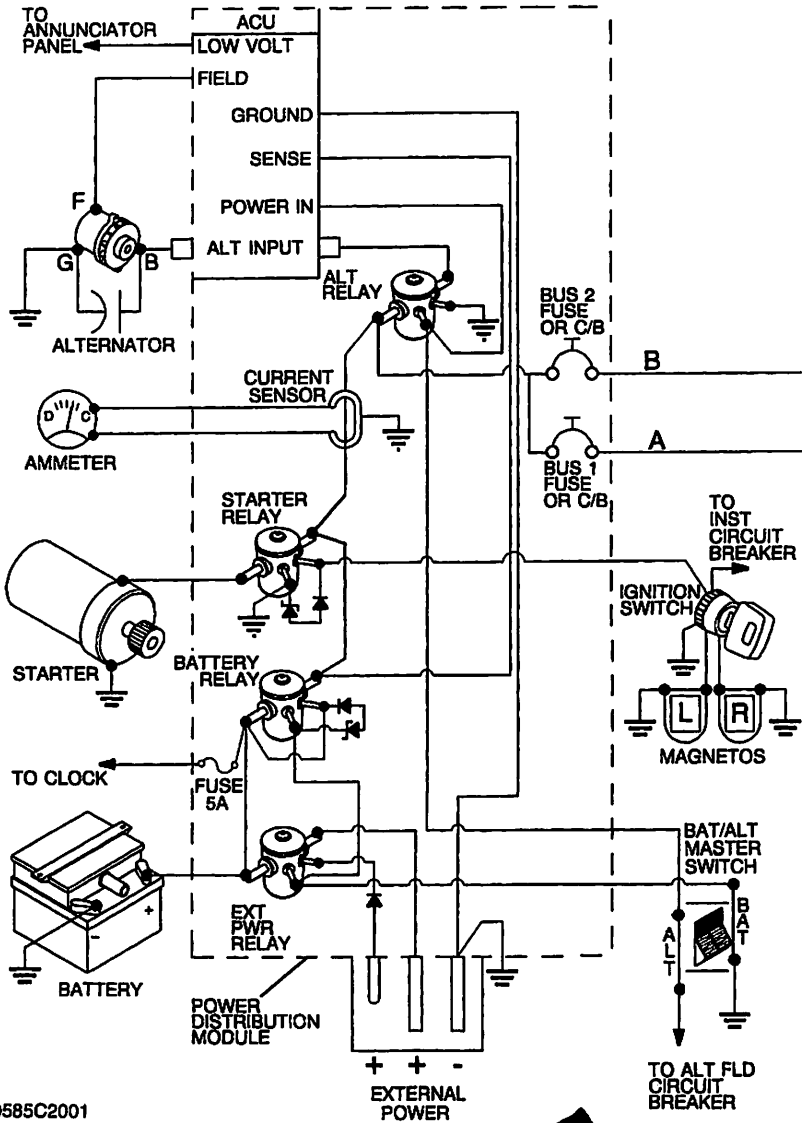 TO
ANNUNCIATOR
PANEL
ACU
LOW VOLT
FIELD
GROUND
SENSE
POWER IN
ALT INPUT
F
G
B
ALTERNATOR
ALT
RELAY
BUS 2
FUSE
OR C/B
B
CURRENT
SENSOR
D
C
AMMETER
A
BUS 1
FUSE
OR C/B
STARTER
RELAY
TO
INST
CIRCUIT
BREAKER
IGNITION
SWITCH
STARTER
BATTERY
RELAY
L
R
MAGNETOS
TO CLOCK
FUSE
5A
BAT/ALT
MASTER
SWITCH
BAT
ALT
EXT
PWR
RELAY
+
-
BATTERY
POWER
DISTRIBUTION
MODULE
+ + -
EXTERNAL
POWER
TO ALT FLD
CIRCUIT
BREAKER
0585C2001